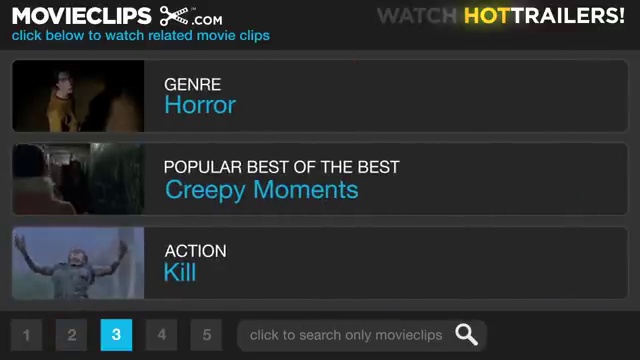 MOVIECLIPS .COM
WATCH HOTTRAILERS!
click below to watch related movie clips
GENRE
Horror
POPULAR BEST OF THE BEST
Creepy Moments
ACTION
Kill
1 2 3 4 5 click to search only movieclips